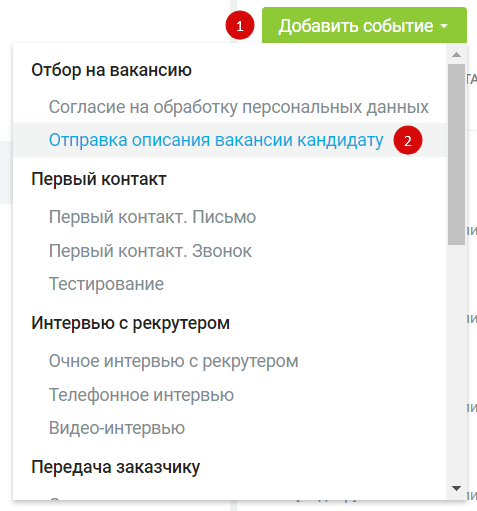 1 Добавить событие
Отбор на вакансию
Согласие на обработку персональных данных
Отправка описания вакансии кандидату 2
Первый контакт
Первый контакт. Письмо
Первый контакт. Звонок
Тестирование
Интервью с рекрутером
Очное интервью с рекрутером
Телефонное интервью
Видео-интервью
Передача заказчику